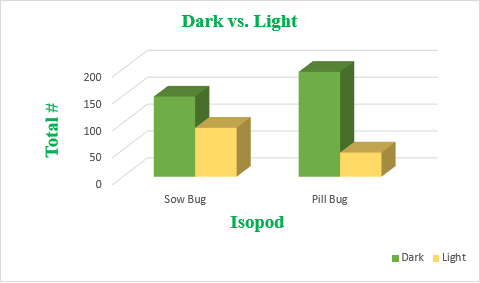 Dark vs. Light
Total #
200
150
100
50
0
Sow Bug
Pill Bug
Isopod
Dark
Light